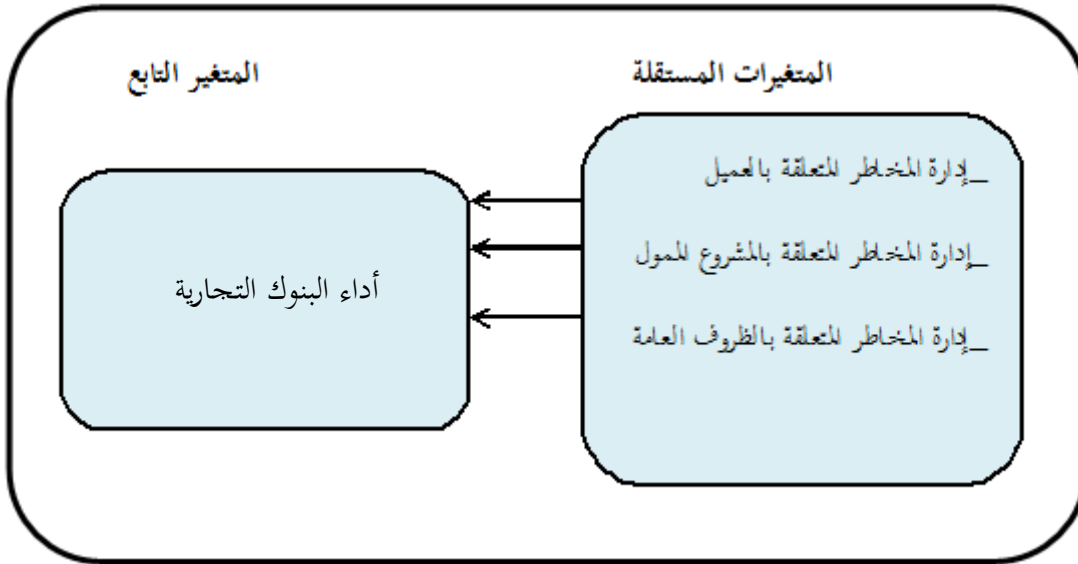 المتغيرات المستقلة
_إدارة المخاطر المتعلقة بالعميل
_إدارة المخاطر المتعلقة بالمشروع الممول
_إدارة المخاطر المتعلقة بالظروف العامة
المتغير التابع
أداء البنوك التجارية